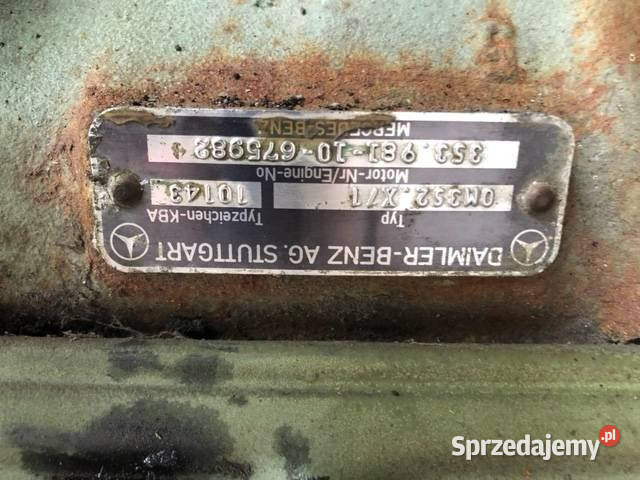 DAIMLER-BENZ AG. STUTTGART
Typ Typzeichen-KBA
OM352.X/1 10143
Motor-Nr/Engine-No
353.981-10-675982
MERCEDES-BENZ
Sprzedajemy.pl